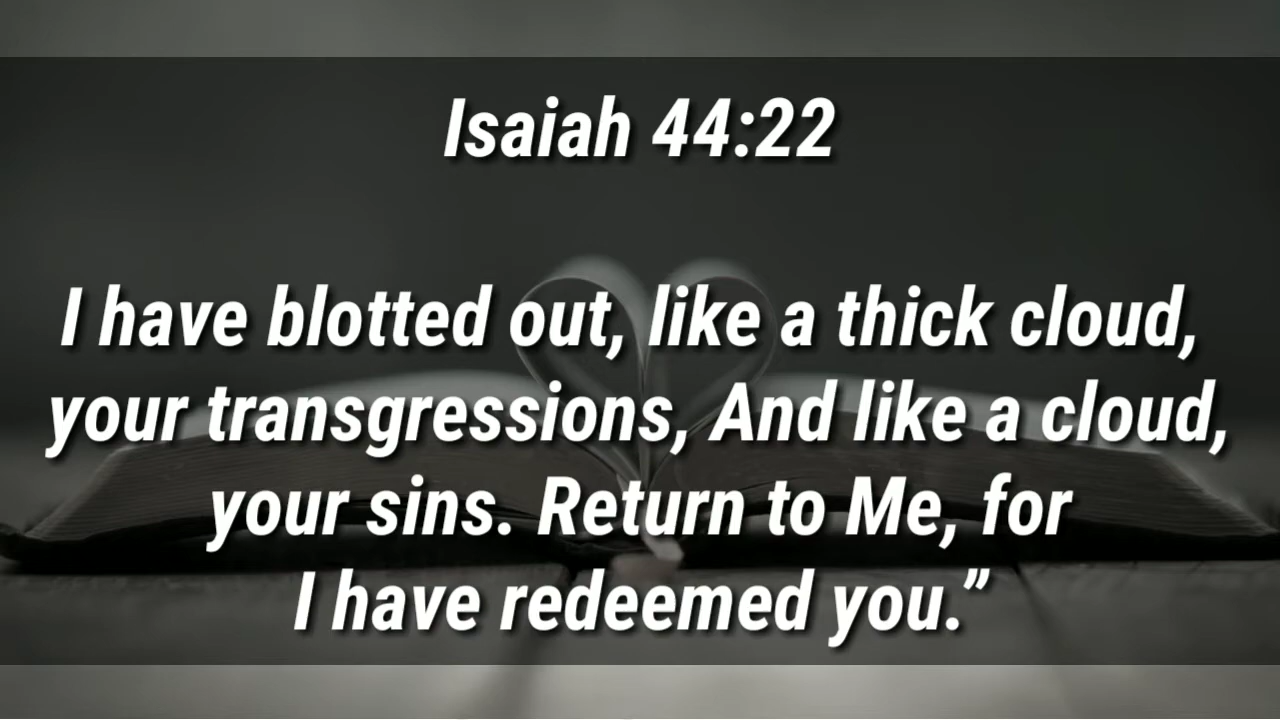 Isaiah 44:22
I have blotted out, like a thick cloud,
your transgressions, And like a cloud,
your sins. Return to Me, for
I have redeemed you.”